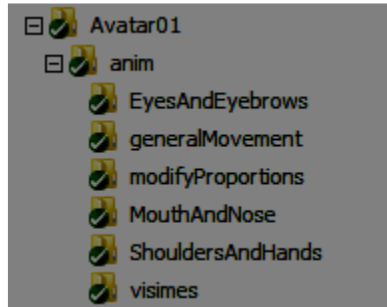 Avatar01
anim
EyesAndEyebrows
generalMovement
modifyProportions
MouthAndNose
ShouldersAndHands
visimes